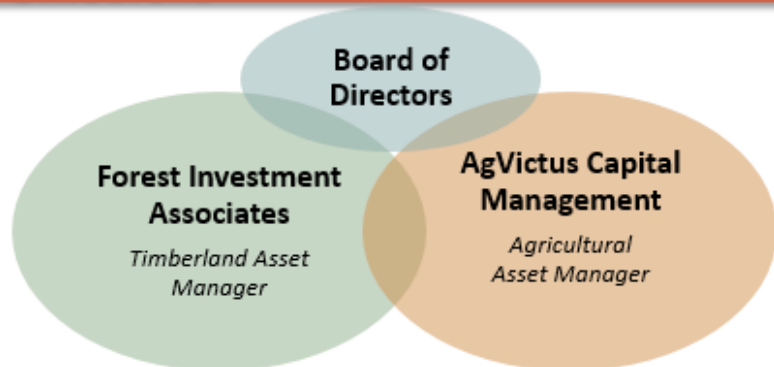 Board of
Directors
Forest Investment
Associates
Timberland Asset
Manager
AgVictus Capital
Management
Agricultural
Asset Manager